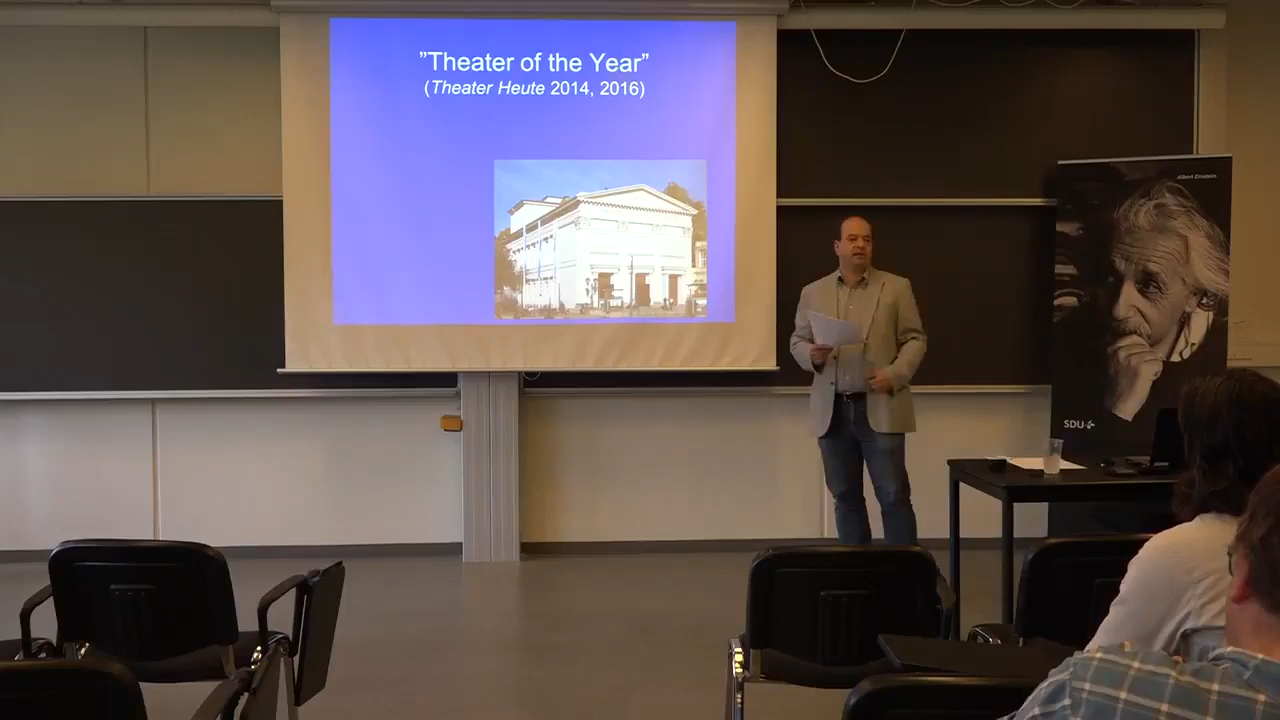 ”Theater of the Year”
(Theater Heute 2014, 2016)
Albert Einstein
SDU